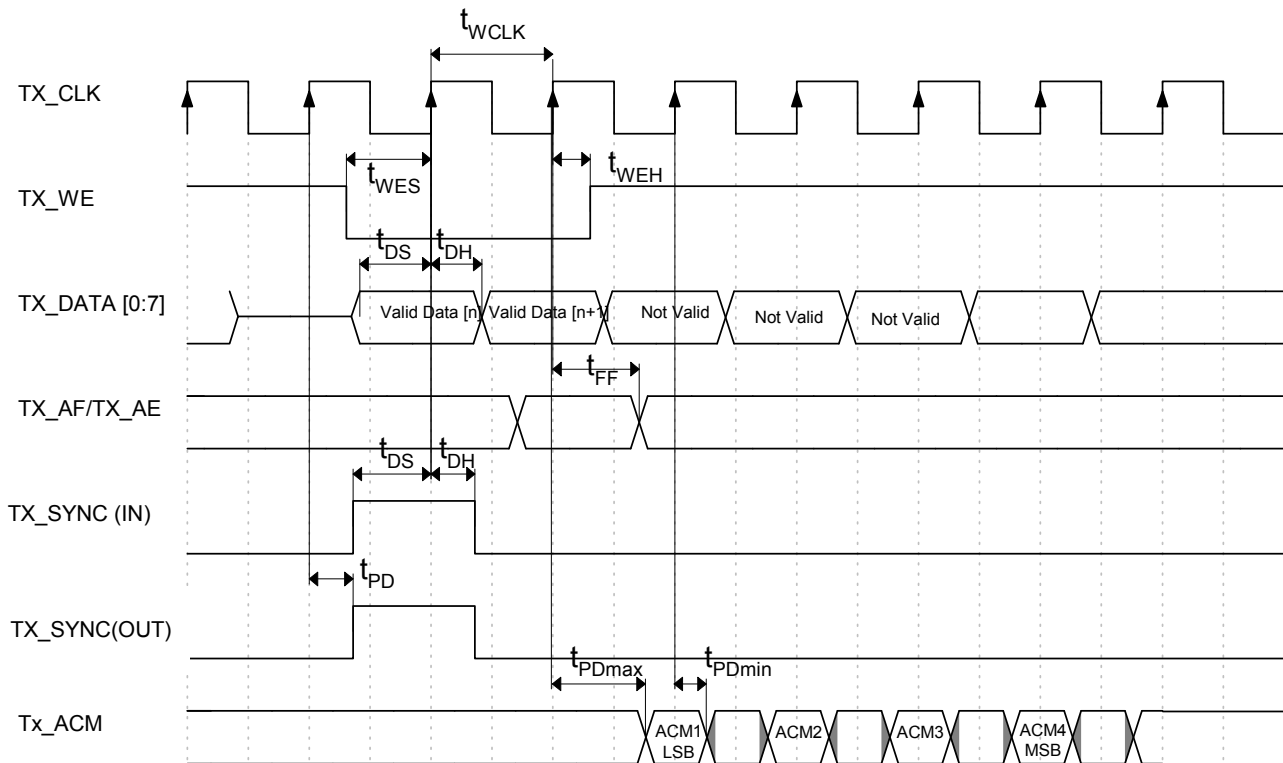 tWCLK
TX_CLK
tWES
tWEH
TX_WE
tDS tDH
TX_DATA [0:7]
Valid Data [n] Valid Data [n+1] Not Valid Not Valid Not Valid
tFF
TX_AF/TX_AE
tDS tDH
TX_SYNC (IN)
tPD
TX_SYNC(OUT)
tPDmax tPDmin
Tx_ACM
ACM1 ACM2 ACM3 ACM4
LSB MSB